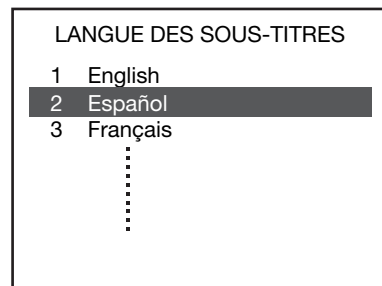 LANGUE DES SOUS-TITRES
1 English
2 Español
3 Français